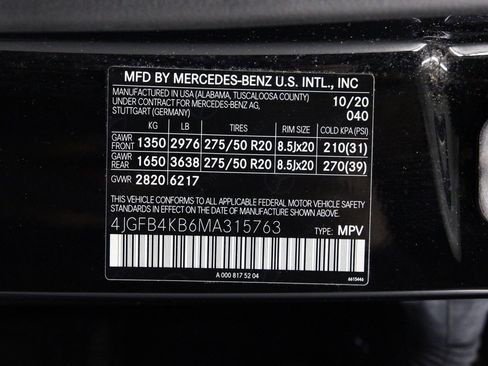 MFD BY MERCEDES-BENZ U.S. INTL., INC
MANUFACTURED IN USA (ALABAMA, TUSCALOOSA COUNTY) 10/20
UNDER CONTRACT FOR MERCEDES-BENZ AG,
STUTTGART (GERMANY) 040
KG LB TIRES RIM SIZE COLD KPA (PSI)
GAWR FRONT 1350 2976 275/50 R20 8.5Jx20 210(31)
GAWR REAR 1650 3638 275/50 R20 8.5Jx20 270(39)
GVWR 2820 6217
THIS VEHICLE CONFORMS TO ALL APPLICABLE FEDERAL MOTOR VEHICLE
SAFETY STANDARDS IN EFFECT ON THE DATE OF MANUFACTURE SHOWN ABOVE.
4JGFB4KB6MA315763 TYPE: MPV
A 000 817 52 04 6615446